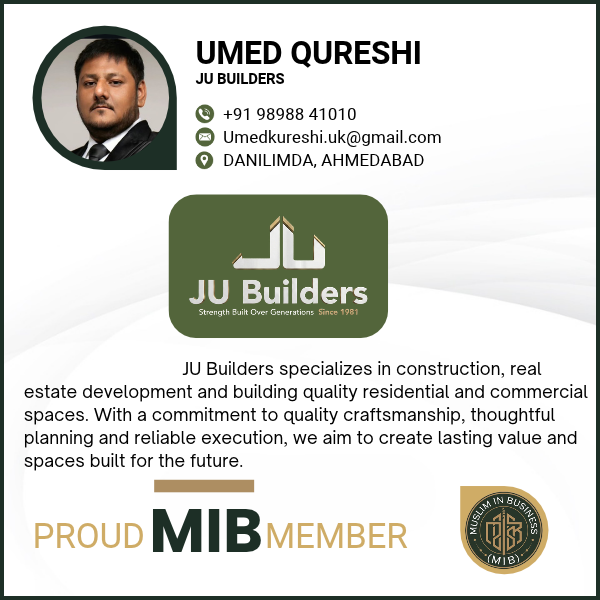 UMED QURESHI
JU BUILDERS
+91 98988 41010
Umedkureshi.uk@gmail.com
DANILIMDA, AHMEDABAD
JU
JU Builders
Strength Built Over Generations Since 1981
JU Builders specializes in construction, real
estate development and building quality residential and commercial
spaces. With a commitment to quality craftsmanship, thoughtful
planning and reliable execution, we aim to create lasting value and
spaces built for the future.
PROUD MIB MEMBER
MUSLIM IN BUSINESS
(MIB)